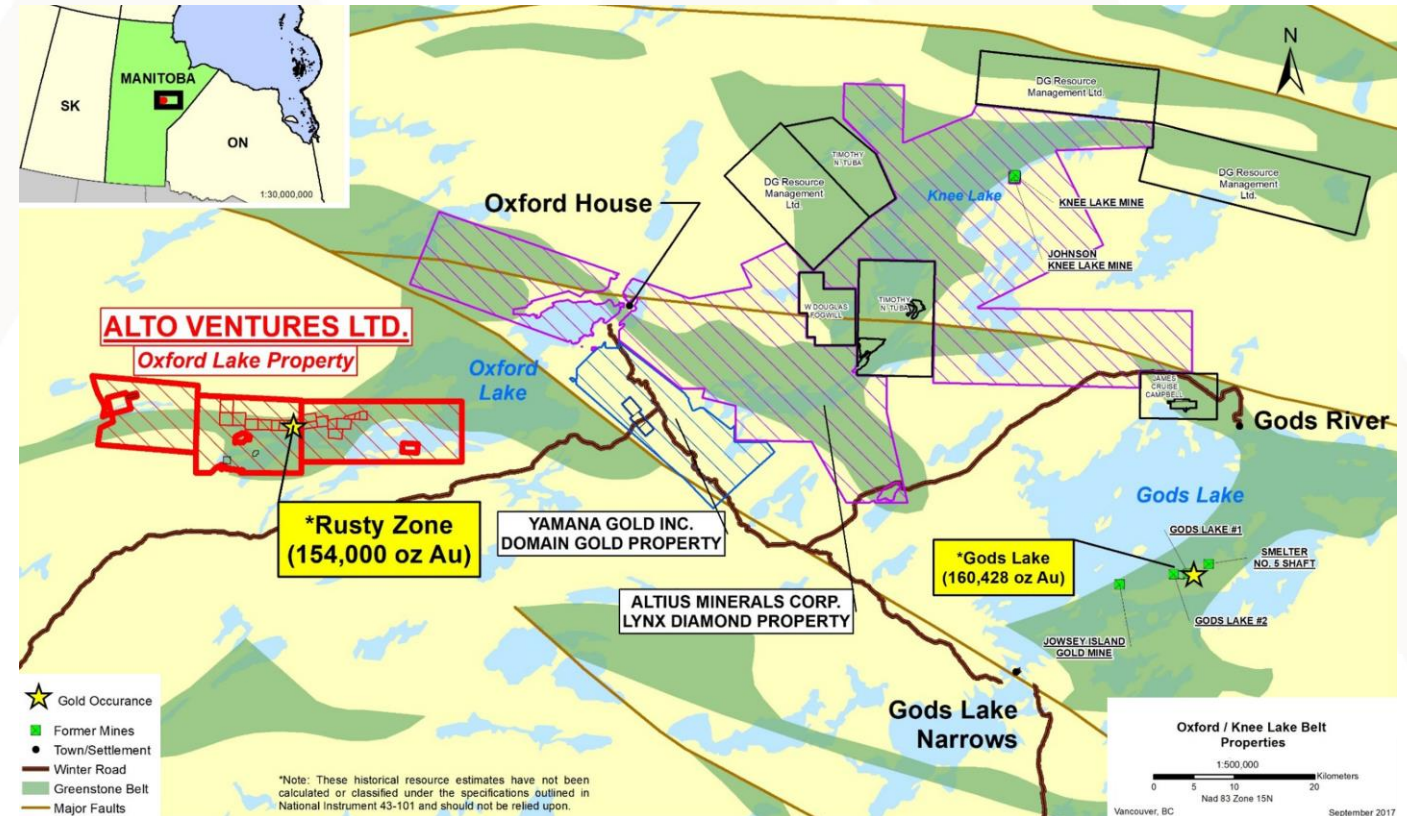 MANITOBA
SK
ON
1:30,000,000
N
DG Resource
Management Ltd.
TIMOTHY
N. TUBA
DG Resource
Management
Ltd.
DG Resource
Management
Ltd.
Knee Lake
KNEE LAKE MINE
JOHNSON
KNEE LAKE MINE
Oxford House
W DOUGLAS
FOGWILL
TIMOTHY
N. TUBA
ALTO VENTURES LTD.
Oxford Lake Property
Oxford
Lake
JAMES
CRUISE
CAMPBELL
Gods River
*Rusty Zone
(154,000 oz Au)
YAMANA GOLD INC.
DOMAIN GOLD PROPERTY
Gods Lake
GODS LAKE #1
*Gods Lake
(160,428 oz Au)
SMELTER
NO. 5 SHAFT
ALTIUS MINERALS CORP.
LYNX DIAMOND PROPERTY
GODS LAKE #2
JOWSEY ISLAND
GOLD MINE
Gods Lake
Narrows
Gold Occurance
Former Mines
Town/Settlement
Winter Road
Greenstone Belt
Major Faults
*Note: These historical resource estimates have not been
calculated or classified under the specifications outlined in
National Instrument 43-101 and should not be relied upon.
Oxford / Knee Lake Belt
Properties
1:500,000
Kilometers
0 5 10 20
Nad 83 Zone 15N
Vancouver, BC
September 2017